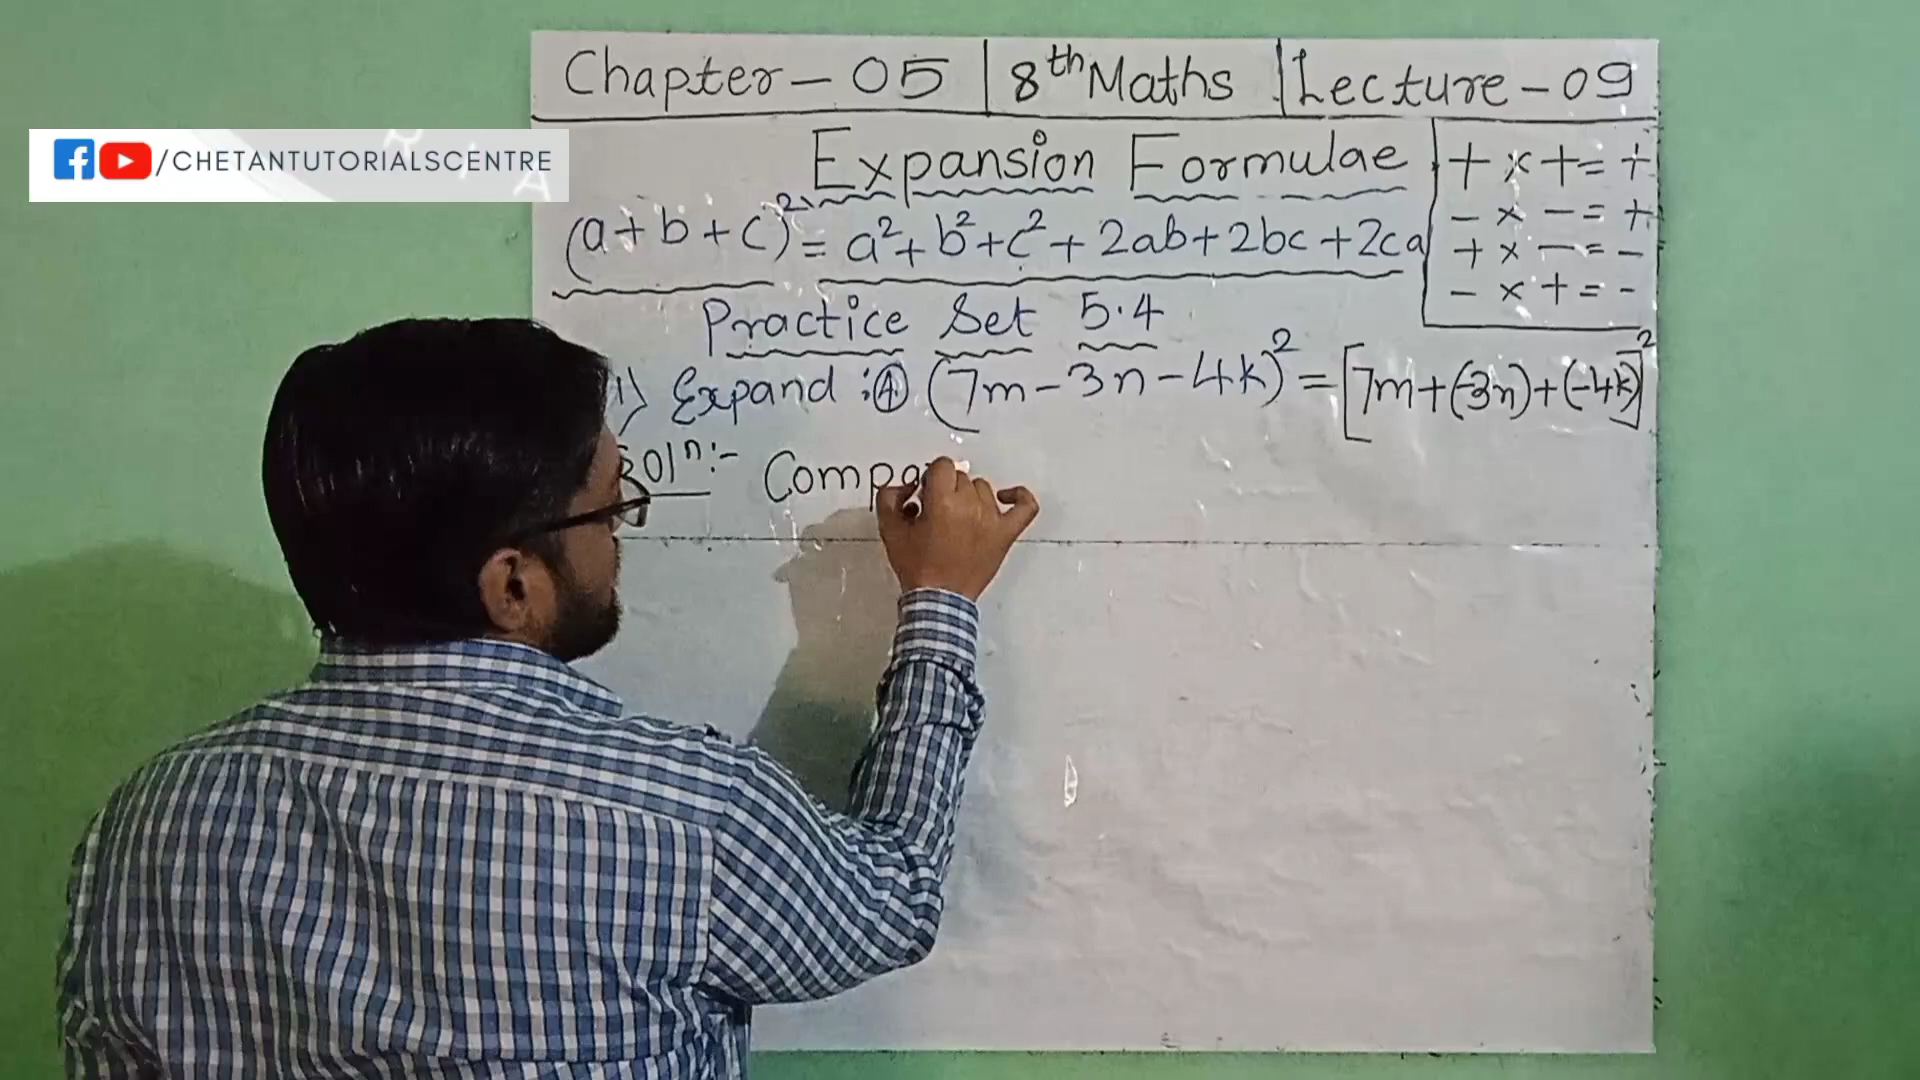 Chapter - 05 | 8th Maths | Lecture - 09
/CHETANTUTORIALSCENTRE
Expansion Formulae
+ × + = +
- × - = +
+ × - = -
- × + = -
(a + b + c)² = a² + b² + c² + 2ab + 2bc + 2ca
Practice Set 5.4
1) Expand :④ (7m - 3n - 4k)² = [7m + (-3n) + (-4k)]²
Solⁿ :-